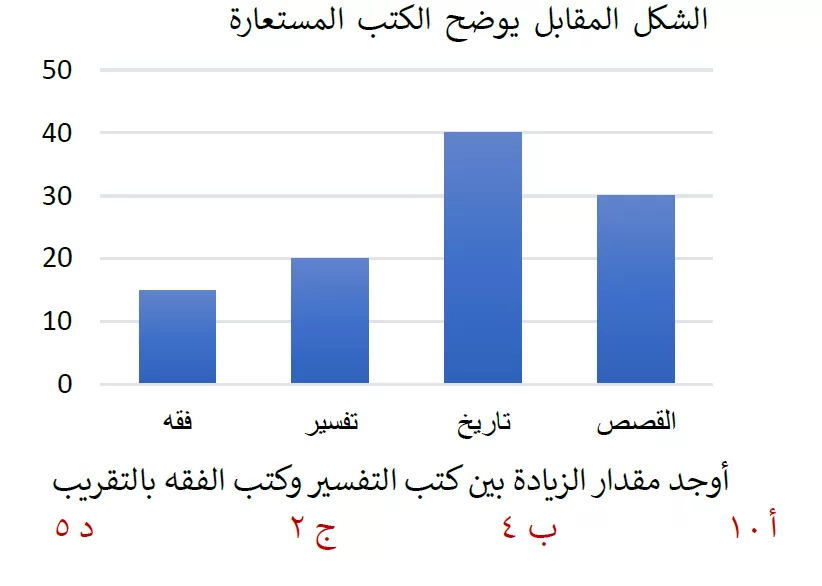 الشكل المقابل يوضح الكتب المستعارة
50
40
30
20
10
0
فقه تفسير تاريخ القصص
أوجد مقدار الزيادة بين كتب التفسير وكتب الفقه بالتقريب
أ ١٠ ب ٤ ج ٢ د ٥